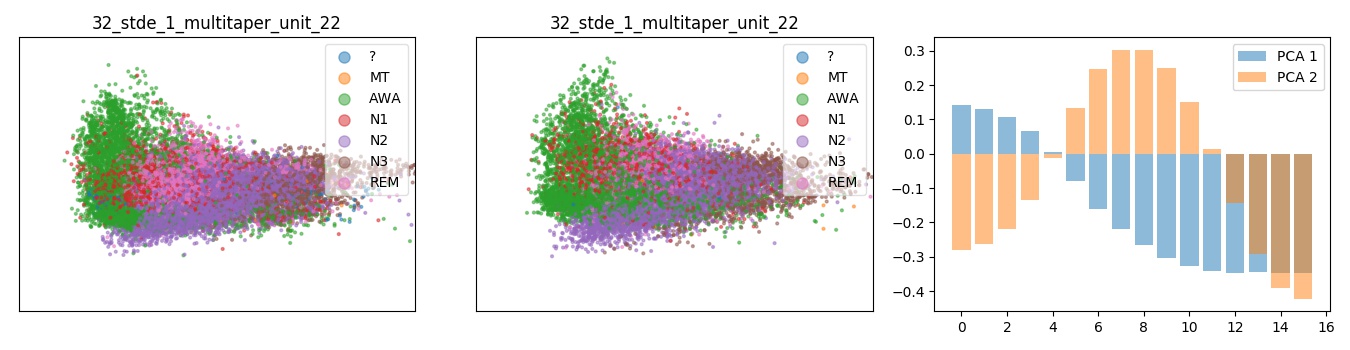 32_stde_1_multitaper_unit_22
?
MT
AWA
N1
N2
N3
REM
32_stde_1_multitaper_unit_22
?
MT
AWA
N1
N2
N3
REM
PCA 1
PCA 2
0.3
0.2
0.1
0.0
−0.1
−0.2
−0.3
−0.4
0 2 4 6 8 10 12 14 16